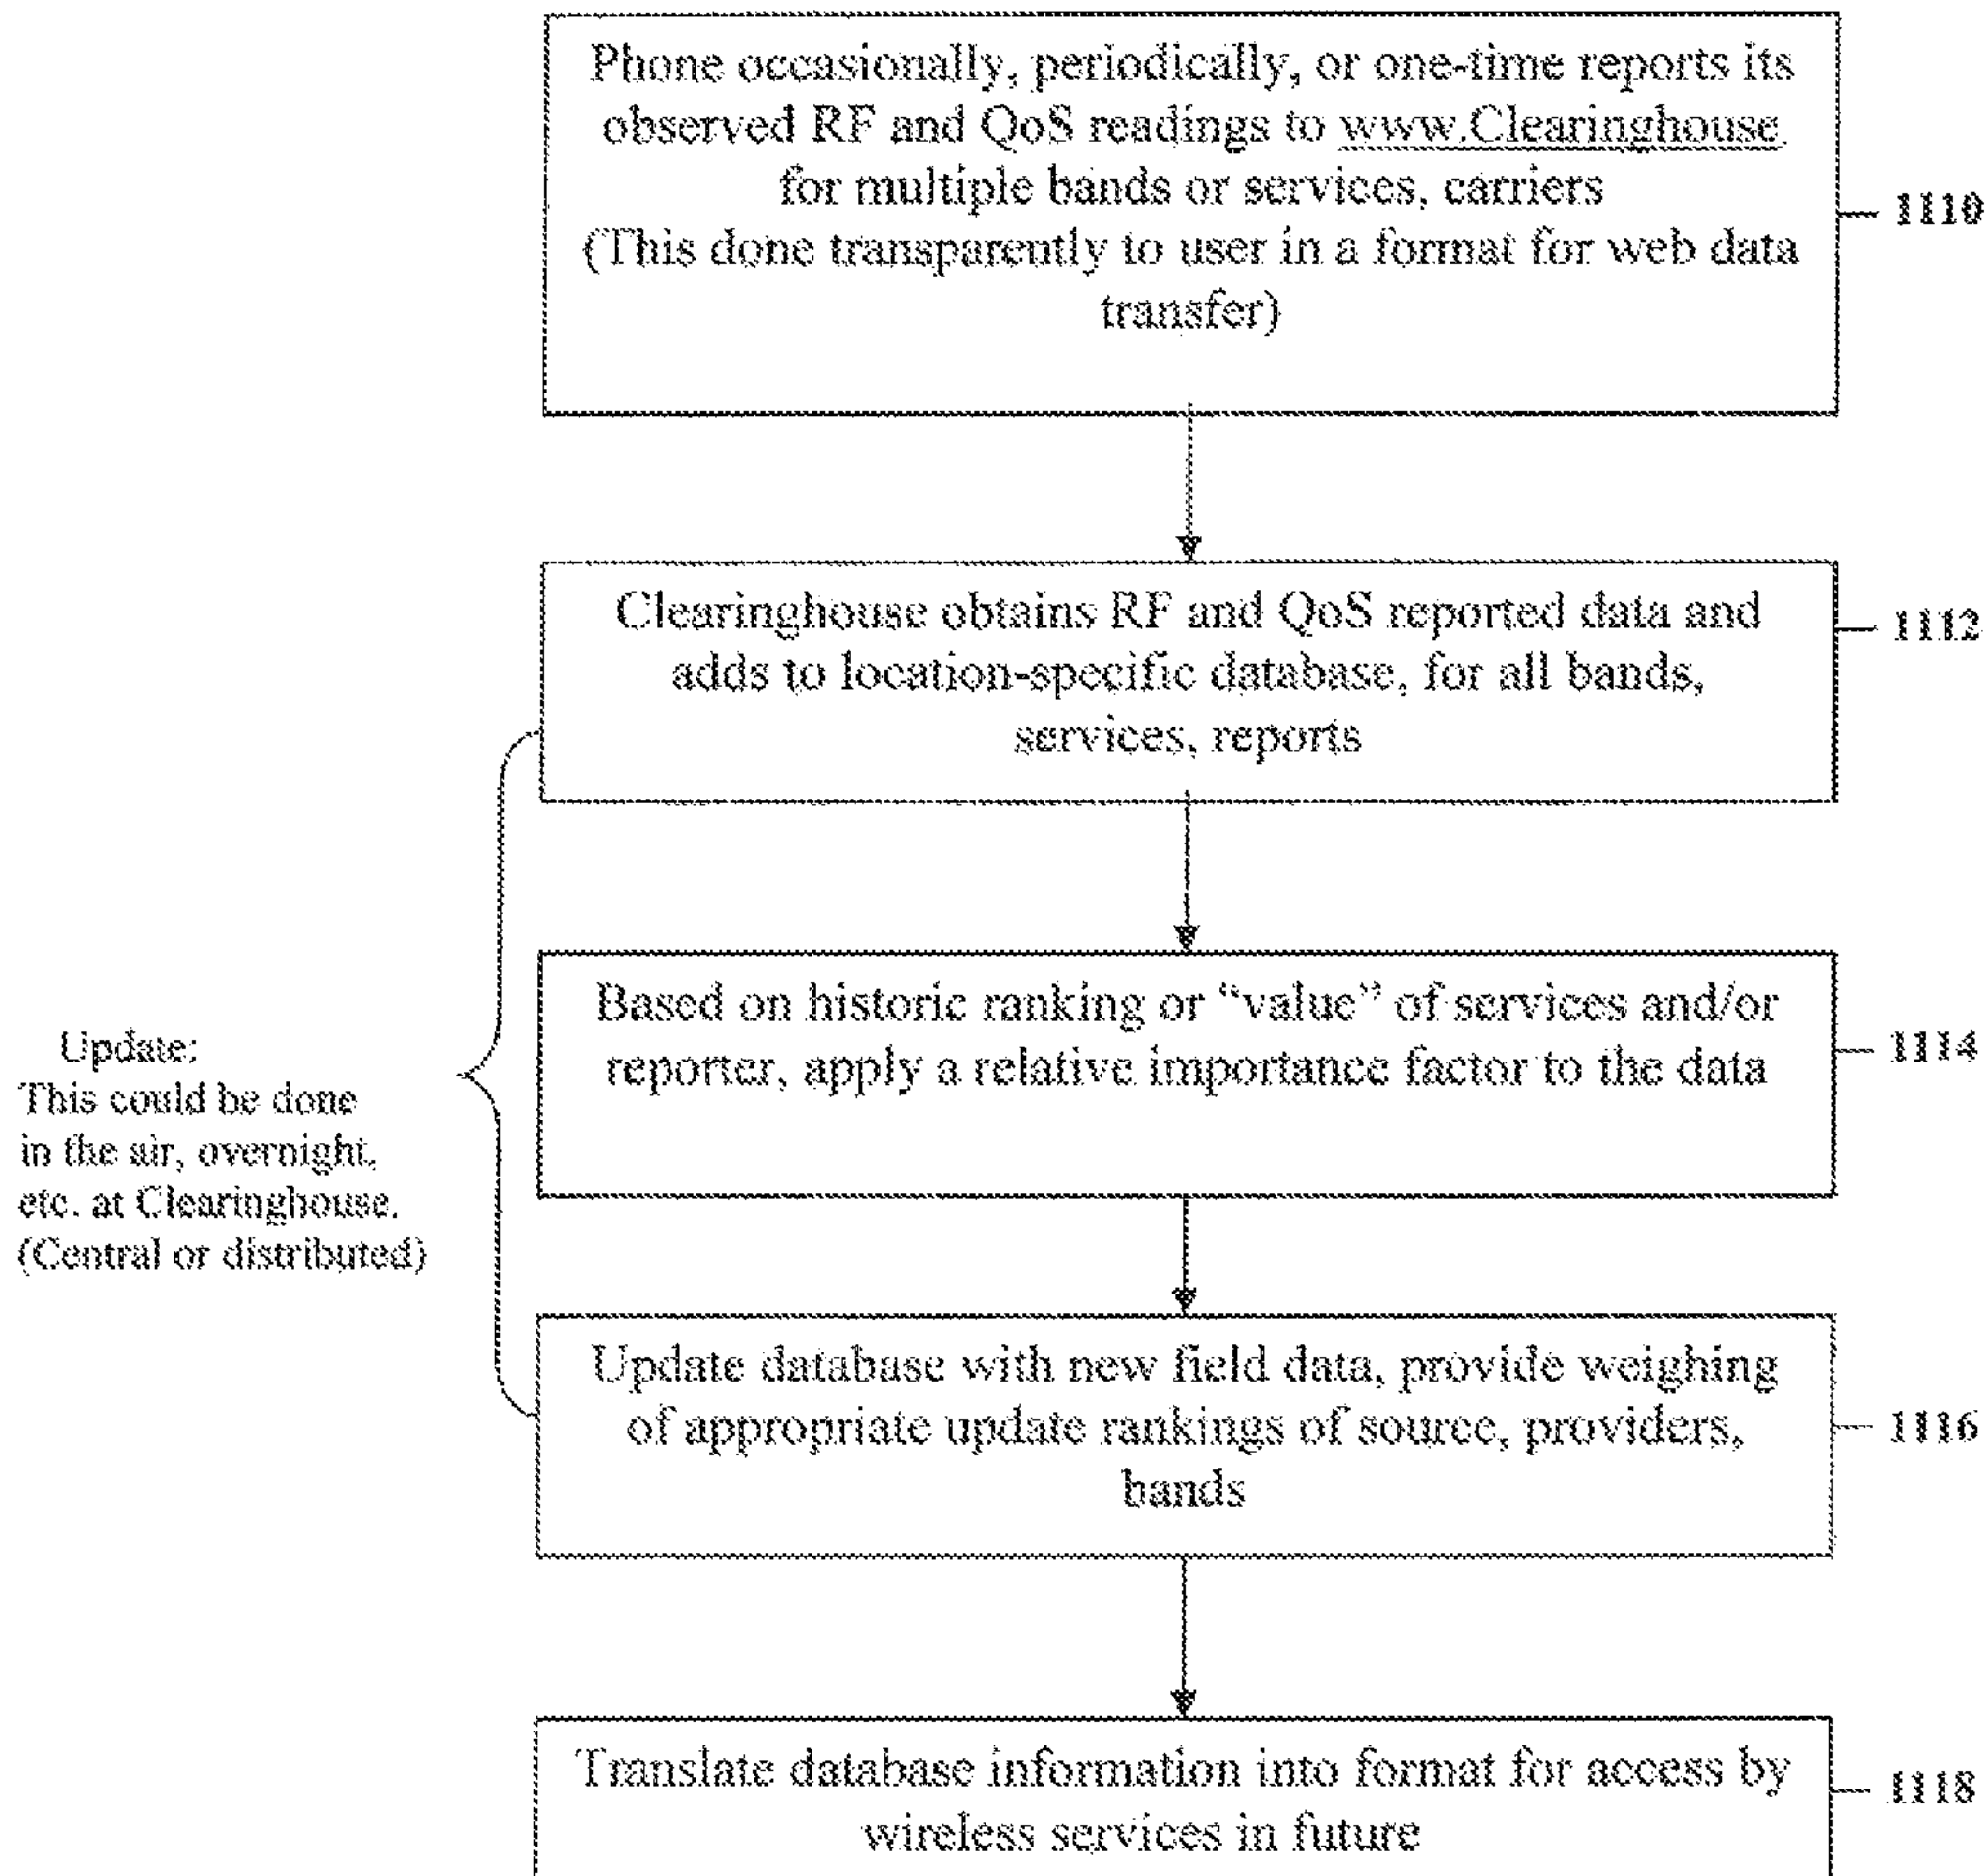 Phone occasionally, periodically, or one-time reports its
observed RF and QoS readings to www.Clearinghouse
for multiple bands or services, carriers
(This done transparently to user in a format for web data
transfer)
1110
Clearinghouse obtains RF and QoS reported data and
adds to location-specific database, for all bands,
services, reports
1112
Based on historic ranking or “value” of services and/or
reporter, apply a relative importance factor to the data
1114
Update:
This could be done
in the air, overnight,
etc. at Clearinghouse.
(Central or distributed)
Update database with new field data, provide weighing
of appropriate update rankings of source, providers,
bands
1116
Translate database information into format for access by
wireless services in future
1118